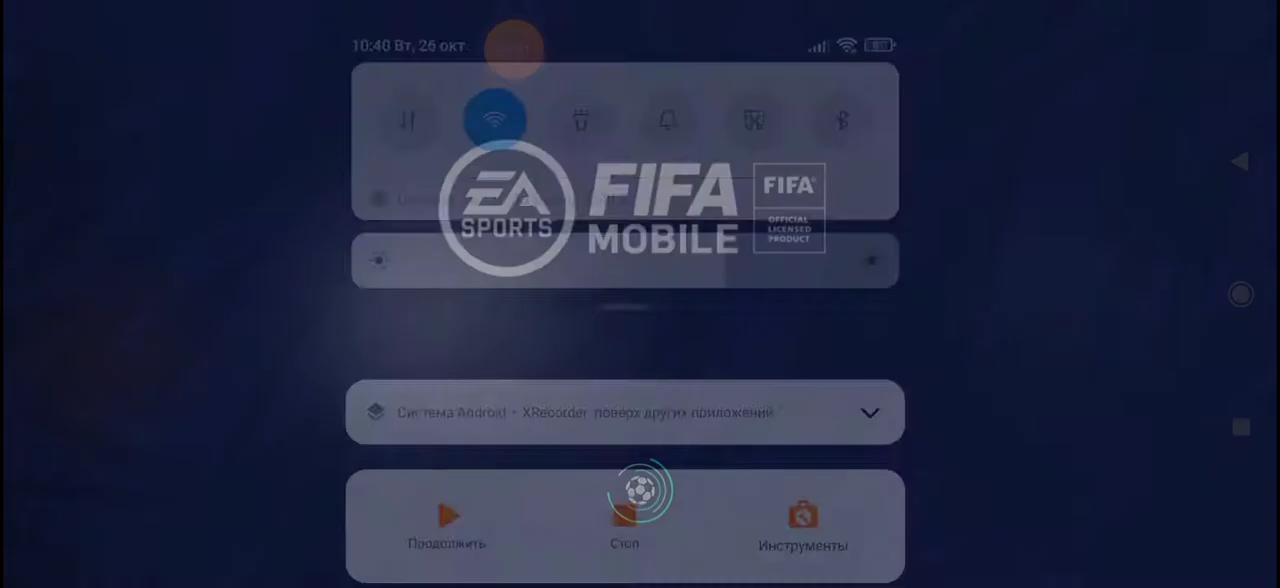 10:40 Вт, 26 окт
EA
SPORTS
FIFA
MOBILE
FIFA
OFFICIAL
LICENSED
PRODUCT
Система Android • XRecorder поверх других приложений
Продолжить
Стоп
Инструменты